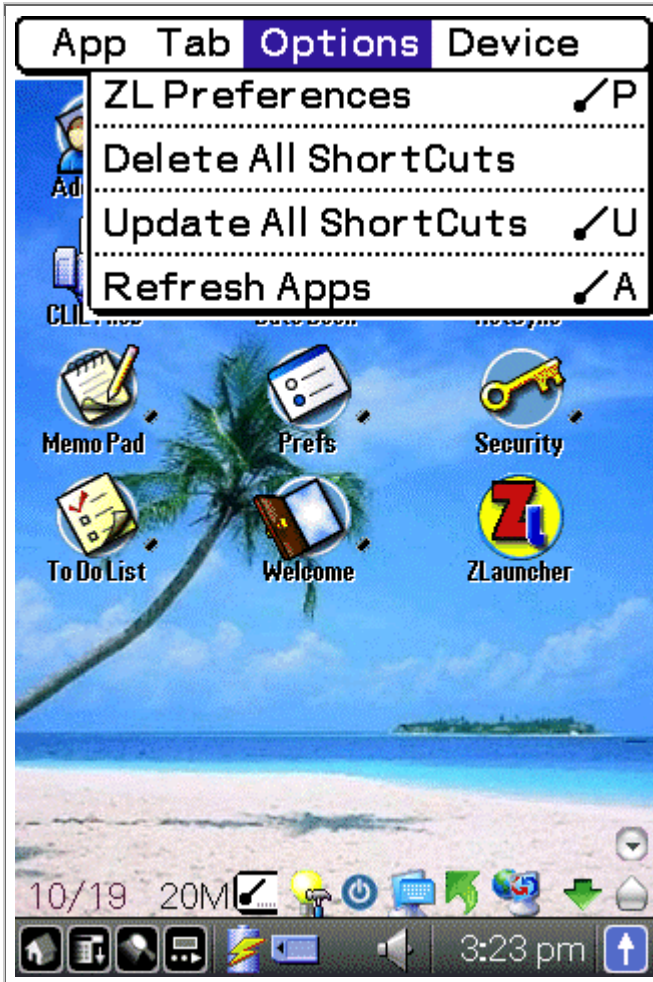 App Tab Options Device
ZL Preferences P
Delete All ShortCuts
Update All ShortCuts U
Refresh Apps A
Memo Pad Prefs Security
To Do List Welcome ZLauncher
10/19 20M
3:23 pm